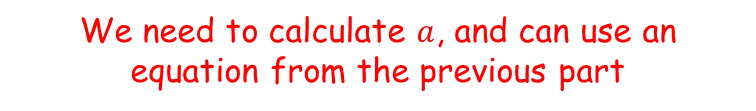 We need to calculate 𝑎, and can use an
equation from the previous part